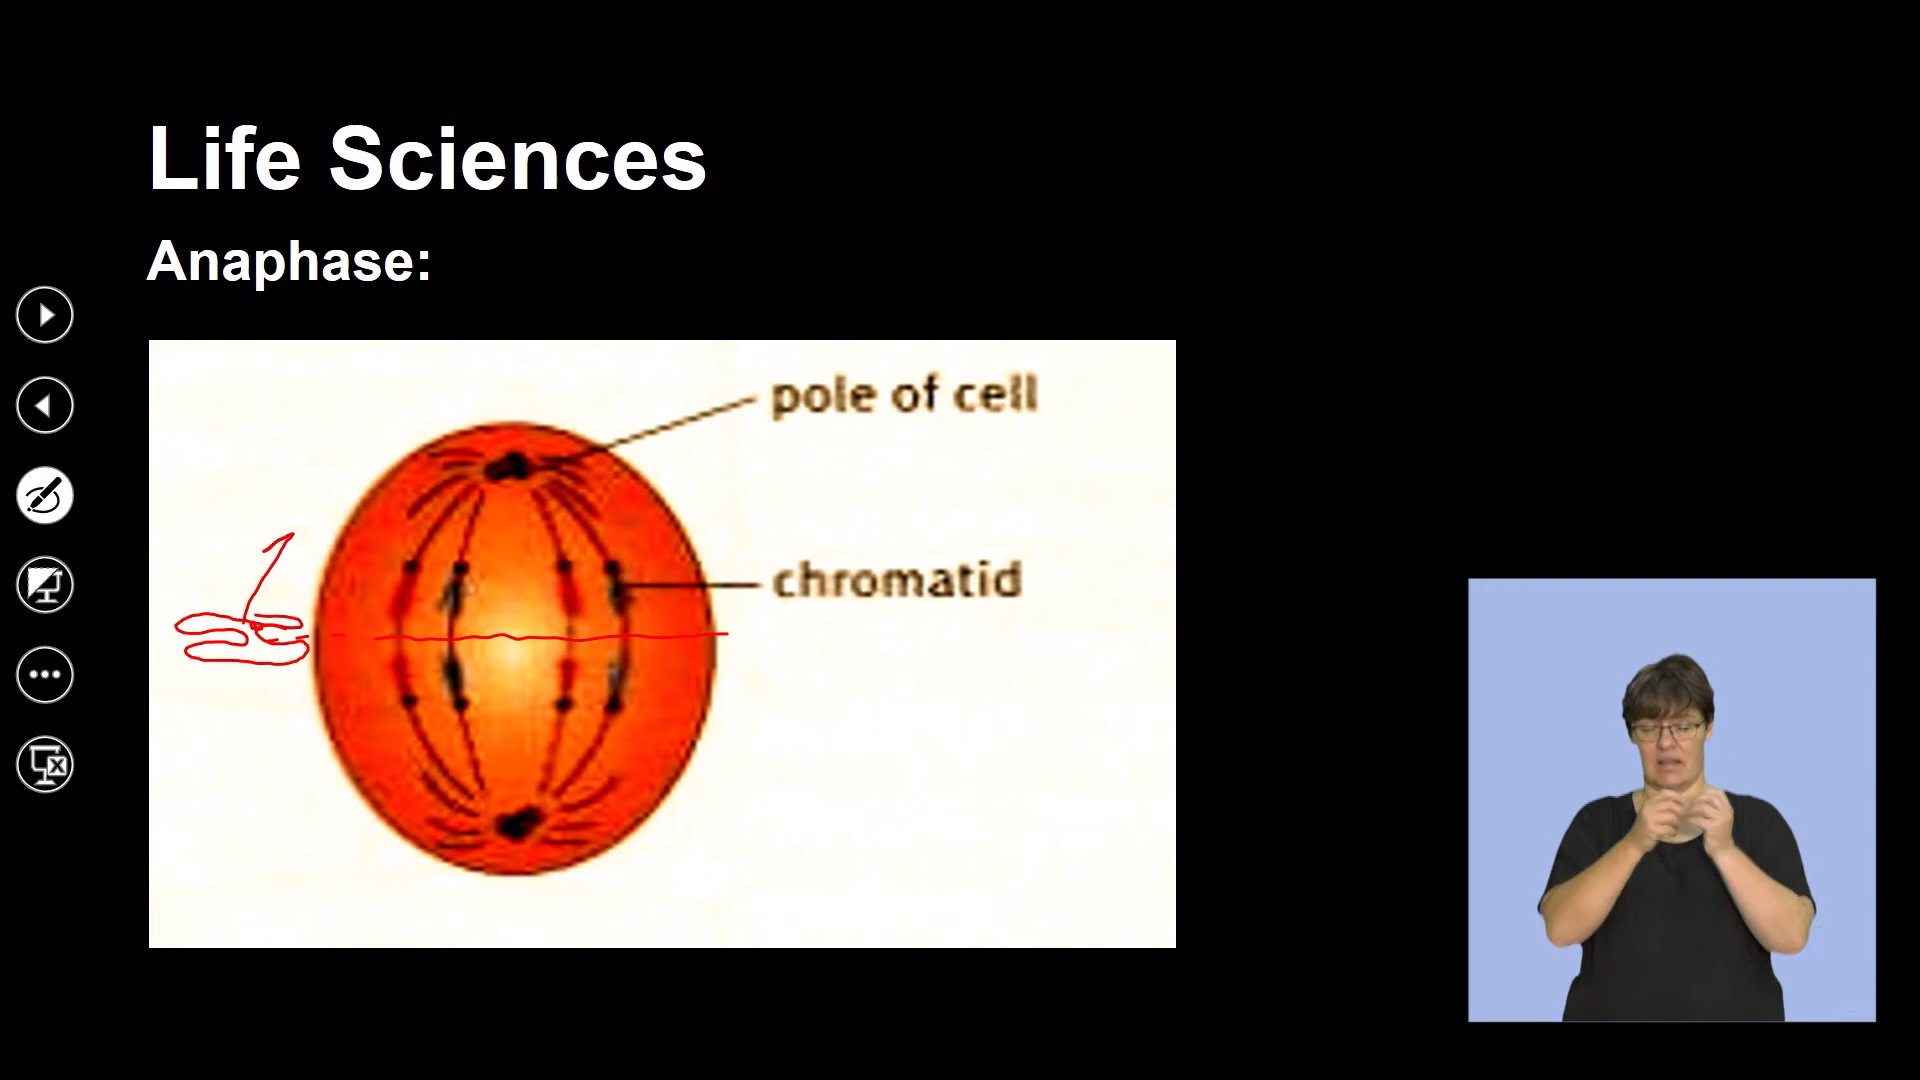 Life Sciences
Anaphase:
pole of cell
chromatid